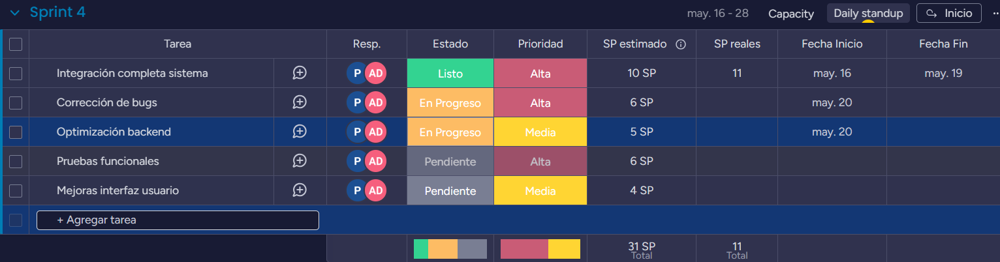 Sprint 4 may. 16 - 28 Capacity Daily standup Inicio
Tarea Resp. Estado Prioridad SP estimado SP reales Fecha Inicio Fecha Fin
Integración completa sistema P AD Listo Alta 10 SP 11 may. 16 may. 19
Corrección de bugs P AD En Progreso Alta 6 SP may. 20
Optimización backend P AD En Progreso Media 5 SP may. 20
Pruebas funcionales P AD Pendiente Alta 6 SP
Mejoras interfaz usuario P AD Pendiente Media 4 SP
+ Agregar tarea
31 SP 11
Total Total